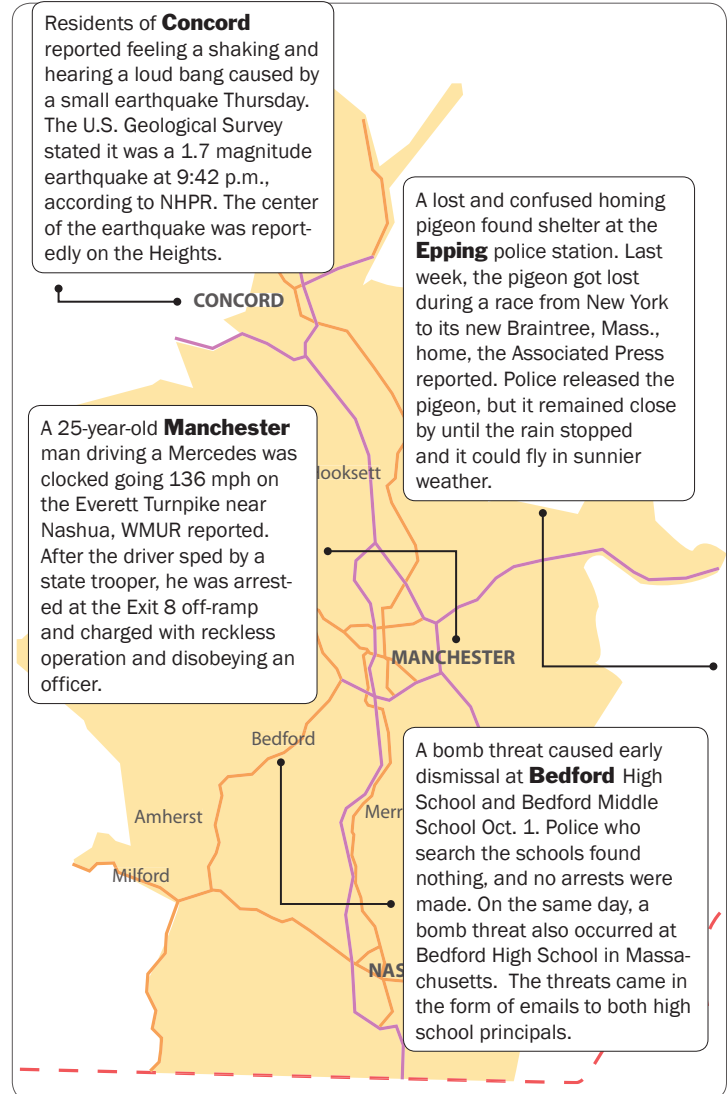 Residents of Concord
reported feeling a shaking and
hearing a loud bang caused by
a small earthquake Thursday.
The U.S. Geological Survey
stated it was a 1.7 magnitude
earthquake at 9:42 p.m.,
according to NHPR. The center
of the earthquake was report-
edly on the Heights.
A lost and confused homing
pigeon found shelter at the
Epping police station. Last
week, the pigeon got lost
during a race from New York
to its new Braintree, Mass.,
home, the Associated Press
reported. Police released the
pigeon, but it remained close
by until the rain stopped
and it could fly in sunnier
weather.
CONCORD
A 25-year-old Manchester
man driving a Mercedes was
clocked going 136 mph on
the Everett Turnpike near
Nashua, WMUR reported.
After the driver sped by a
state trooper, he was arrest-
ed at the Exit 8 off-ramp
and charged with reckless
operation and disobeying an
officer.
looksett
MANCHESTER
Bedford
Amherst
Merr
Milford
NAS
A bomb threat caused early
dismissal at Bedford High
School and Bedford Middle
School Oct. 1. Police who
search the schools found
nothing, and no arrests were
made. On the same day, a
bomb threat also occurred at
Bedford High School in Massa-
chusetts.  The threats came in
the form of emails to both high
school principals.